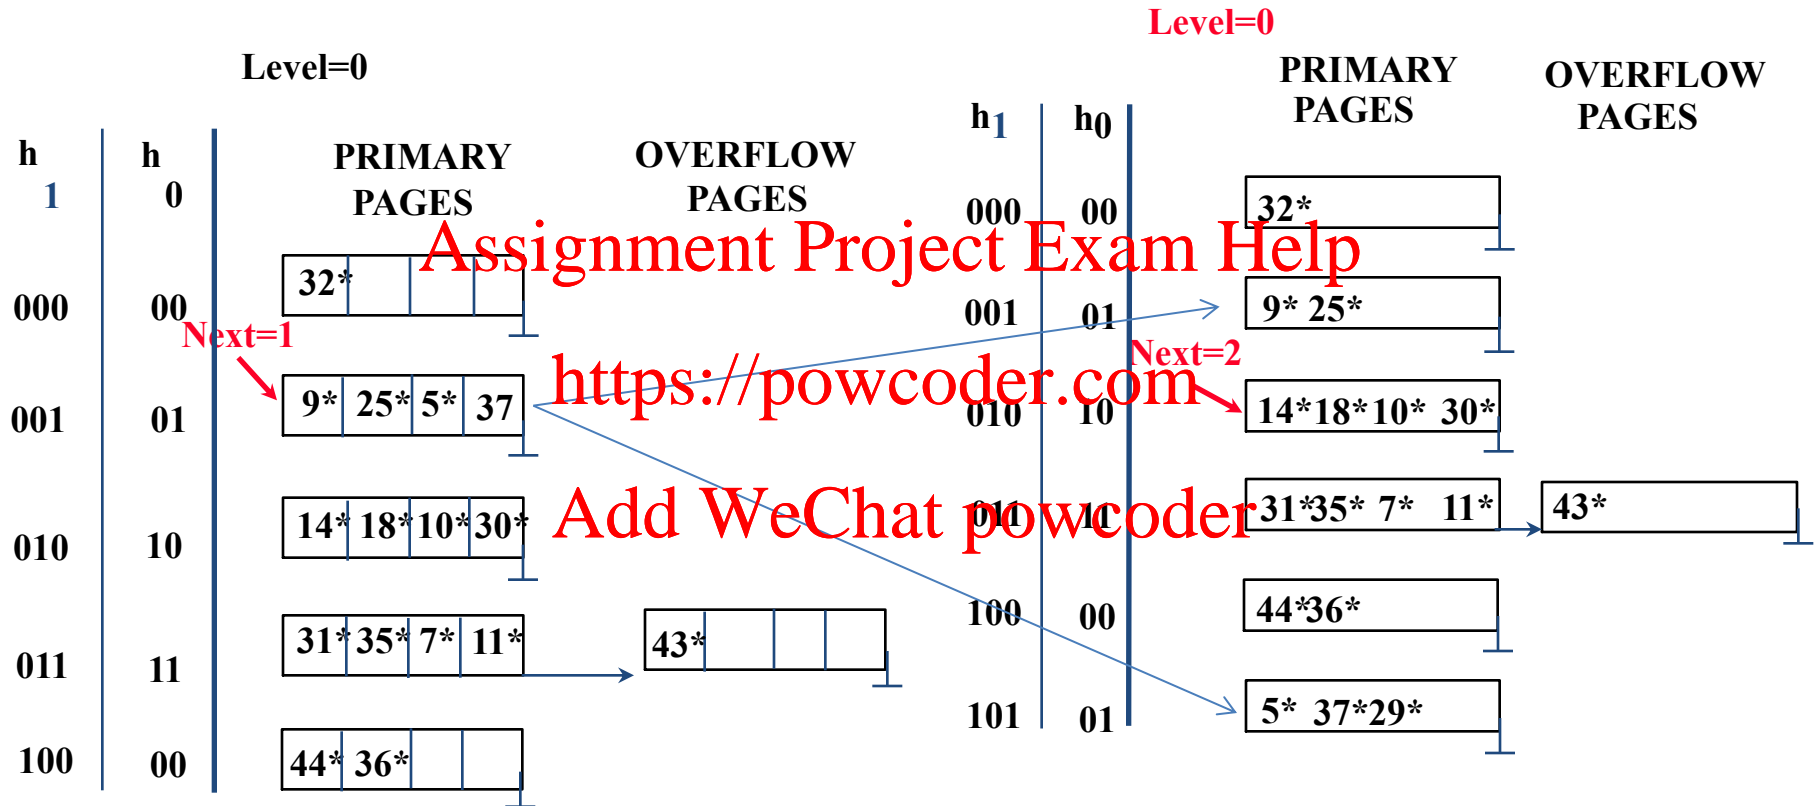 Level=0
Level=0
PRIMARY PAGES
OVERFLOW PAGES
h1 h0
h 1
h 0
PRIMARY PAGES
OVERFLOW PAGES
000 00 32*
Assignment Project Exam Help
000 00 32*
001 01 9* 25*
Next=1
Next=2
https://powcoder.com
001 01 9* 25* 5* 37
010 10 14* 18* 10* 30*
Add WeChat powcoder
010 10 14* 18* 10* 30*
011 11 31* 35* 7* 11* 43*
011 11 31* 35* 7* 11* 43*
100 00 44* 36*
101 01 5* 37* 29*
100 00 44* 36*